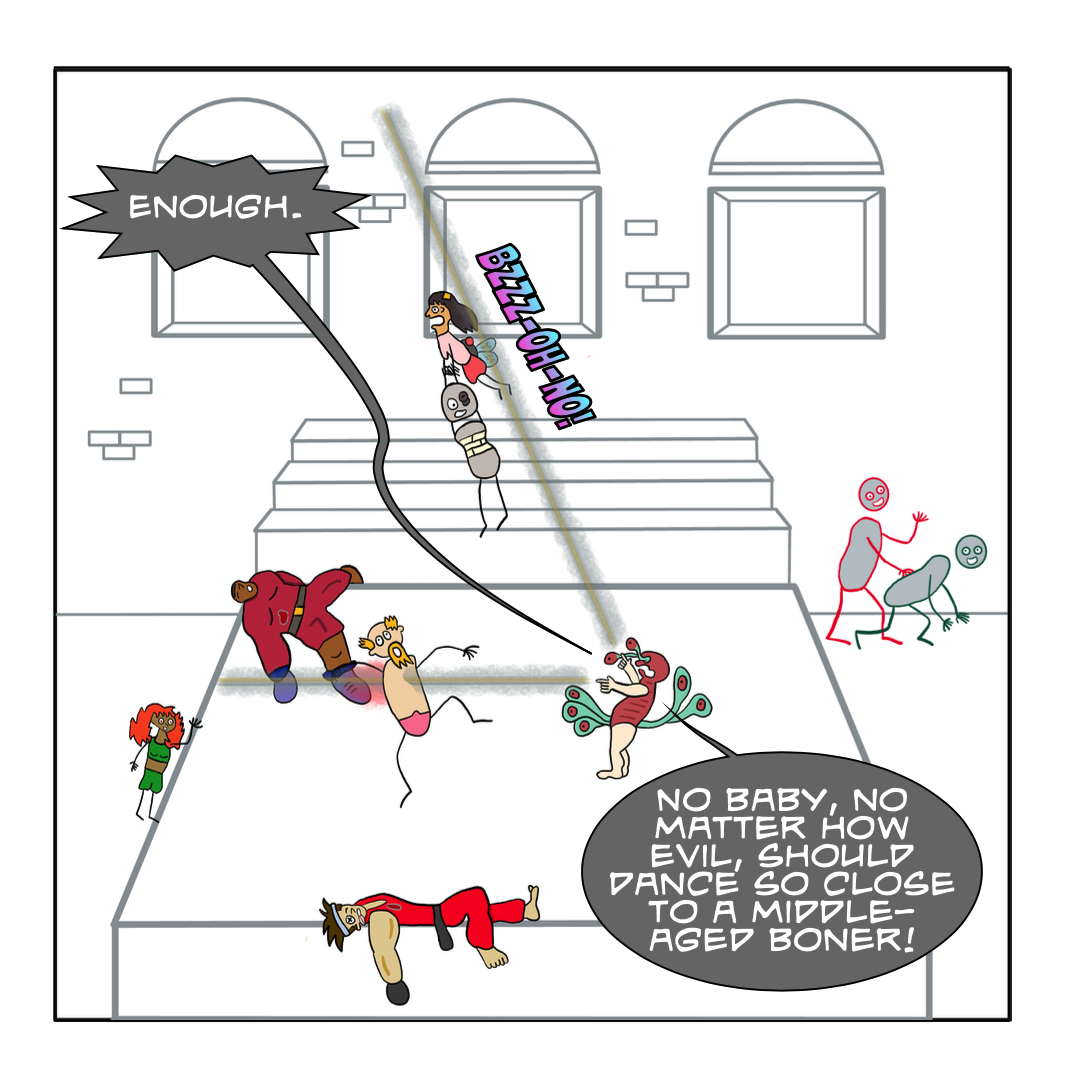 ENOUGH.
BZZZ-OH-NO!
NO BABY, NO
MATTER HOW
EVIL, SHOULD
DANCE SO CLOSE
TO A MIDDLE-
AGED BONER!